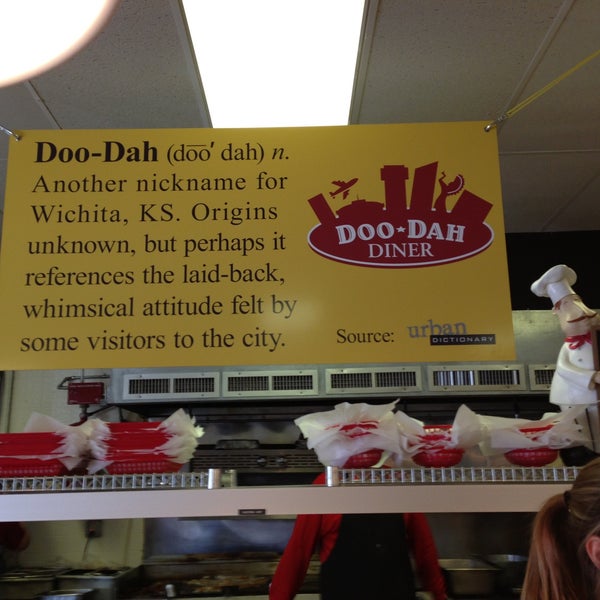 Doo-Dah (dōō′ dah) n.
Another nickname for
Wichita, KS. Origins
unknown, but perhaps it
references the laid-back,
whimsical attitude felt by
some visitors to the city.
DOO★DAH
DINER
Source: urban
DICTIONARY